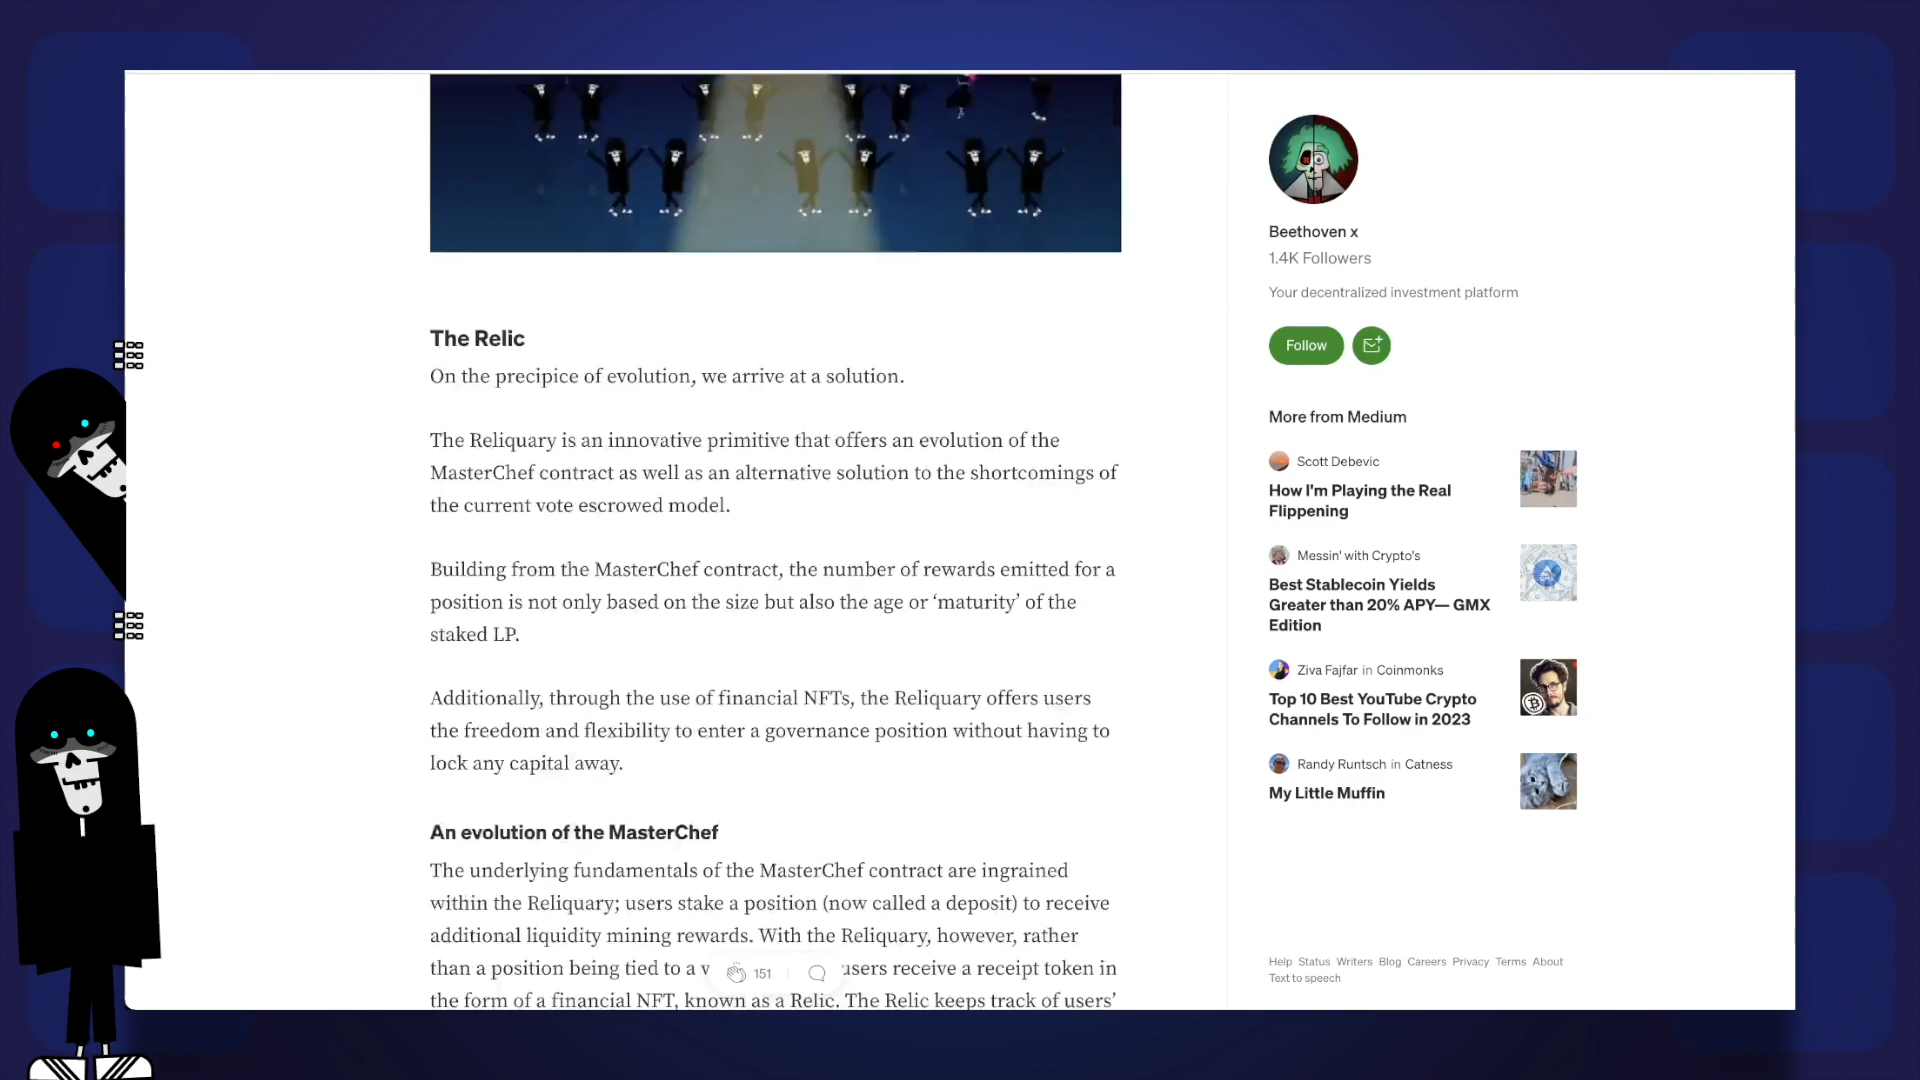 The Relic
On the precipice of evolution, we arrive at a solution.
The Reliquary is an innovative primitive that offers an evolution of the
MasterChef contract as well as an alternative solution to the shortcomings of
the current vote escrowed model.
Building from the MasterChef contract, the number of rewards emitted for a
position is not only based on the size but also the age or ‘maturity’ of the
staked LP.
Additionally, through the use of financial NFTs, the Reliquary offers users
the freedom and flexibility to enter a governance position without having to
lock any capital away.
An evolution of the MasterChef
The underlying fundamentals of the MasterChef contract are ingrained
within the Reliquary; users stake a position (now called a deposit) to receive
additional liquidity mining rewards. With the Reliquary, however, rather
than a position being tied to a users receive a receipt token in
151
the form of a financial NFT, known as a Relic. The Relic keeps track of users’
Beethoven x
1.4K Followers
Your decentralized investment platform
Follow
More from Medium
Scott Debevic
How I'm Playing the Real
Flippening
Messin' with Crypto's
Best Stablecoin Yields
Greater than 20% APY— GMX
Edition
Ziva Fajfar in Coinmonks
Top 10 Best YouTube Crypto
Channels To Follow in 2023
Randy Runtsch in Catness
My Little Muffin
Help Status Writers Blog Careers Privacy Terms About
Text to speech